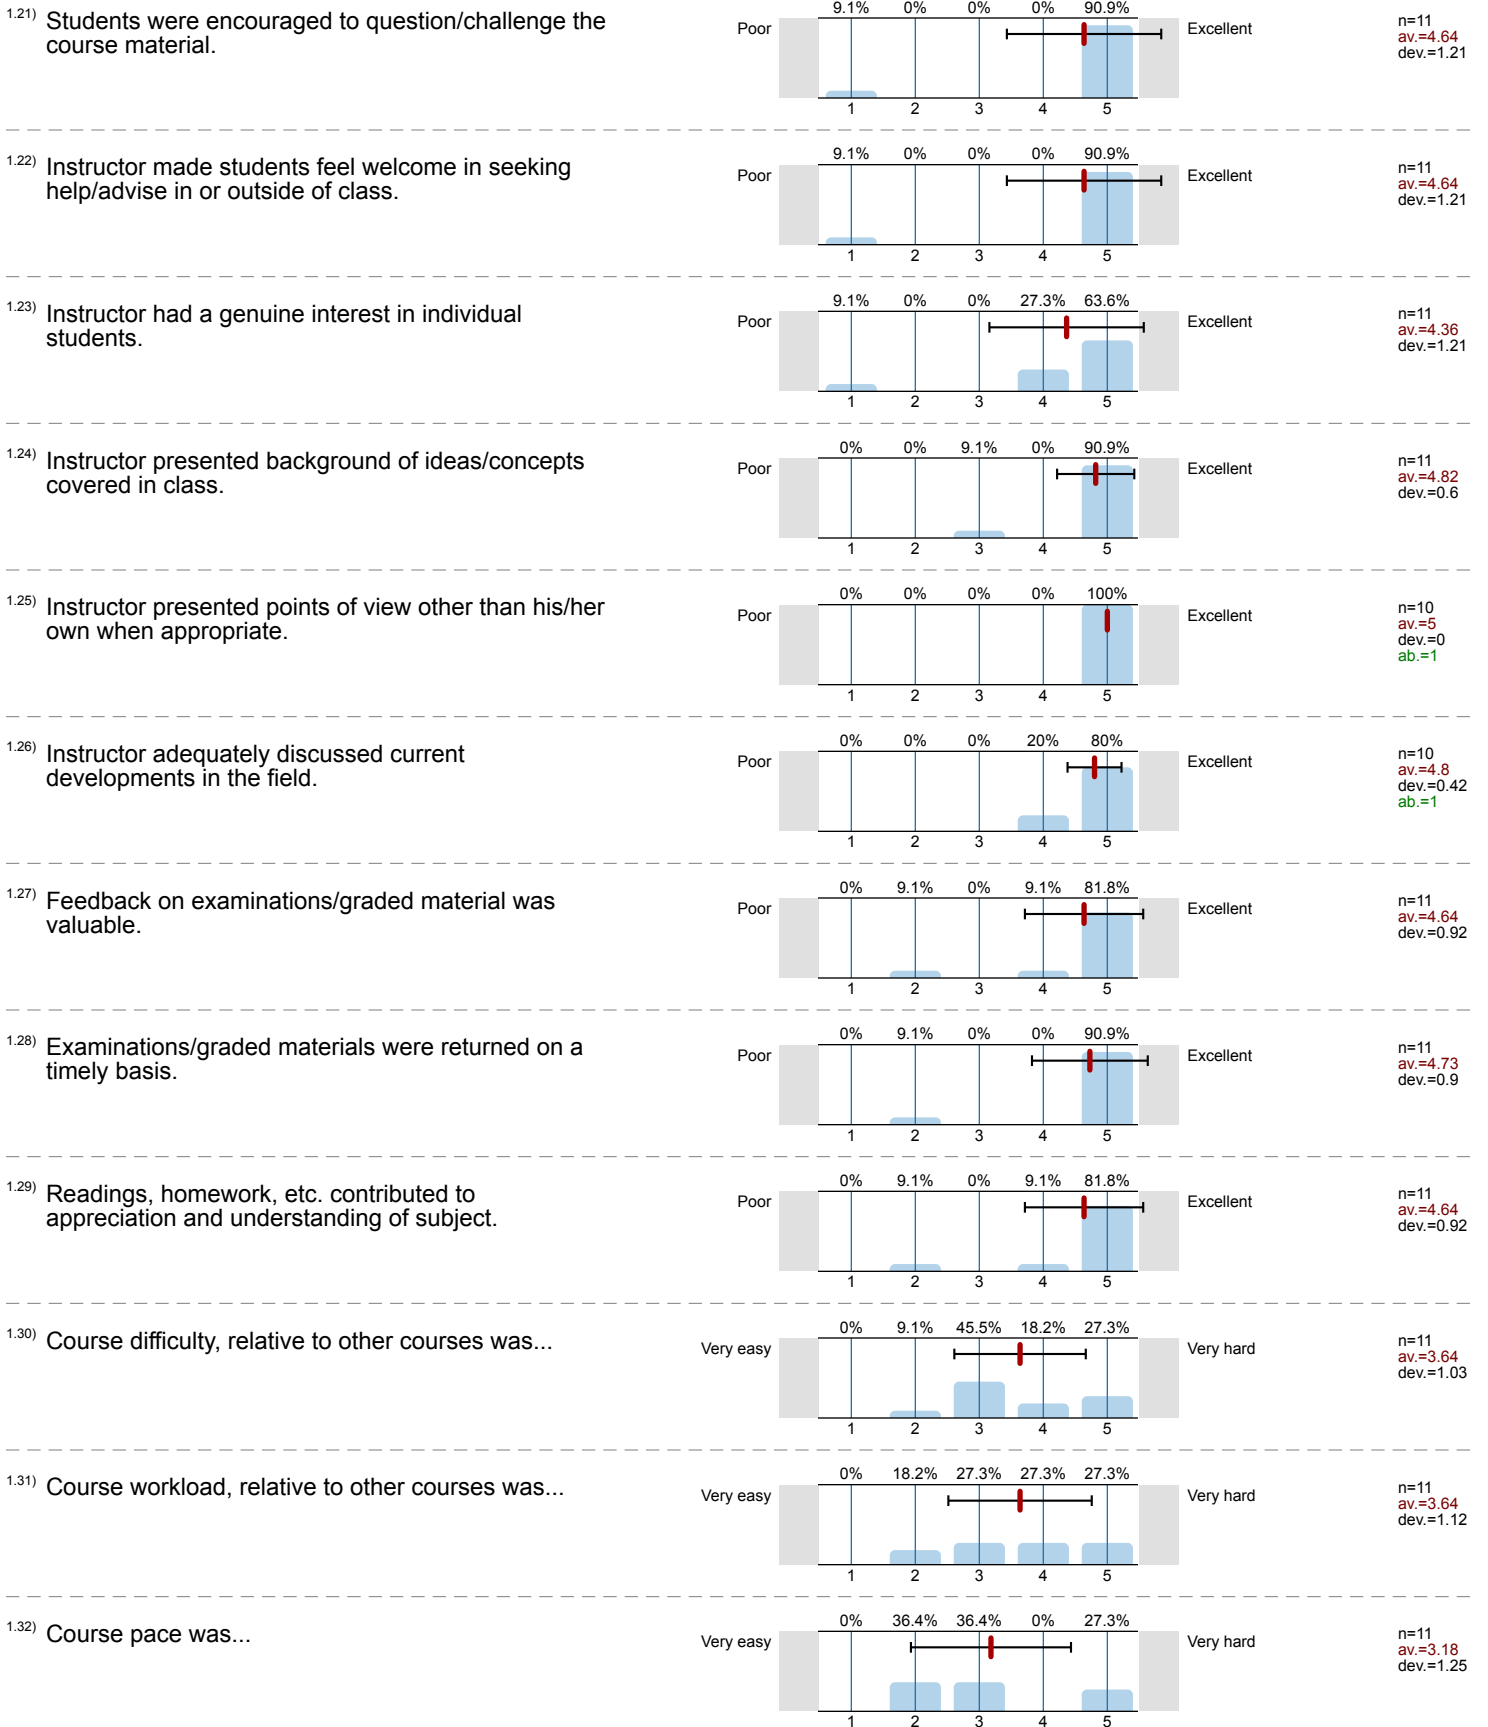 1.21) Students were encouraged to question/challenge the
course material.
9.1% 0% 0% 0% 90.9%
Poor Excellent
1 2 3 4 5
n=11
av.=4.64
dev.=1.21
1.22) Instructor made students feel welcome in seeking
help/advise in or outside of class.
9.1% 0% 0% 0% 90.9%
Poor Excellent
1 2 3 4 5
n=11
av.=4.64
dev.=1.21
1.23) Instructor had a genuine interest in individual
students.
9.1% 0% 0% 27.3% 63.6%
Poor Excellent
1 2 3 4 5
n=11
av.=4.36
dev.=1.21
1.24) Instructor presented background of ideas/concepts
covered in class.
0% 0% 9.1% 0% 90.9%
Poor Excellent
1 2 3 4 5
n=11
av.=4.82
dev.=0.6
1.25) Instructor presented points of view other than his/her
own when appropriate.
0% 0% 0% 0% 100%
Poor Excellent
1 2 3 4 5
n=10
av.=5
dev.=0
ab.=1
1.26) Instructor adequately discussed current
developments in the field.
0% 0% 0% 20% 80%
Poor Excellent
1 2 3 4 5
n=10
av.=4.8
dev.=0.42
ab.=1
1.27) Feedback on examinations/graded material was
valuable.
0% 9.1% 0% 9.1% 81.8%
Poor Excellent
1 2 3 4 5
n=11
av.=4.64
dev.=0.92
1.28) Examinations/graded materials were returned on a
timely basis.
0% 9.1% 0% 0% 90.9%
Poor Excellent
1 2 3 4 5
n=11
av.=4.73
dev.=0.9
1.29) Readings, homework, etc. contributed to
appreciation and understanding of subject.
0% 9.1% 0% 9.1% 81.8%
Poor Excellent
1 2 3 4 5
n=11
av.=4.64
dev.=0.92
1.30) Course difficulty, relative to other courses was...
0% 9.1% 45.5% 18.2% 27.3%
Very easy Very hard
1 2 3 4 5
n=11
av.=3.64
dev.=1.03
1.31) Course workload, relative to other courses was...
0% 18.2% 27.3% 27.3% 27.3%
Very easy Very hard
1 2 3 4 5
n=11
av.=3.64
dev.=1.12
1.32) Course pace was...
0% 36.4% 36.4% 0% 27.3%
Very easy Very hard
1 2 3 4 5
n=11
av.=3.18
dev.=1.25